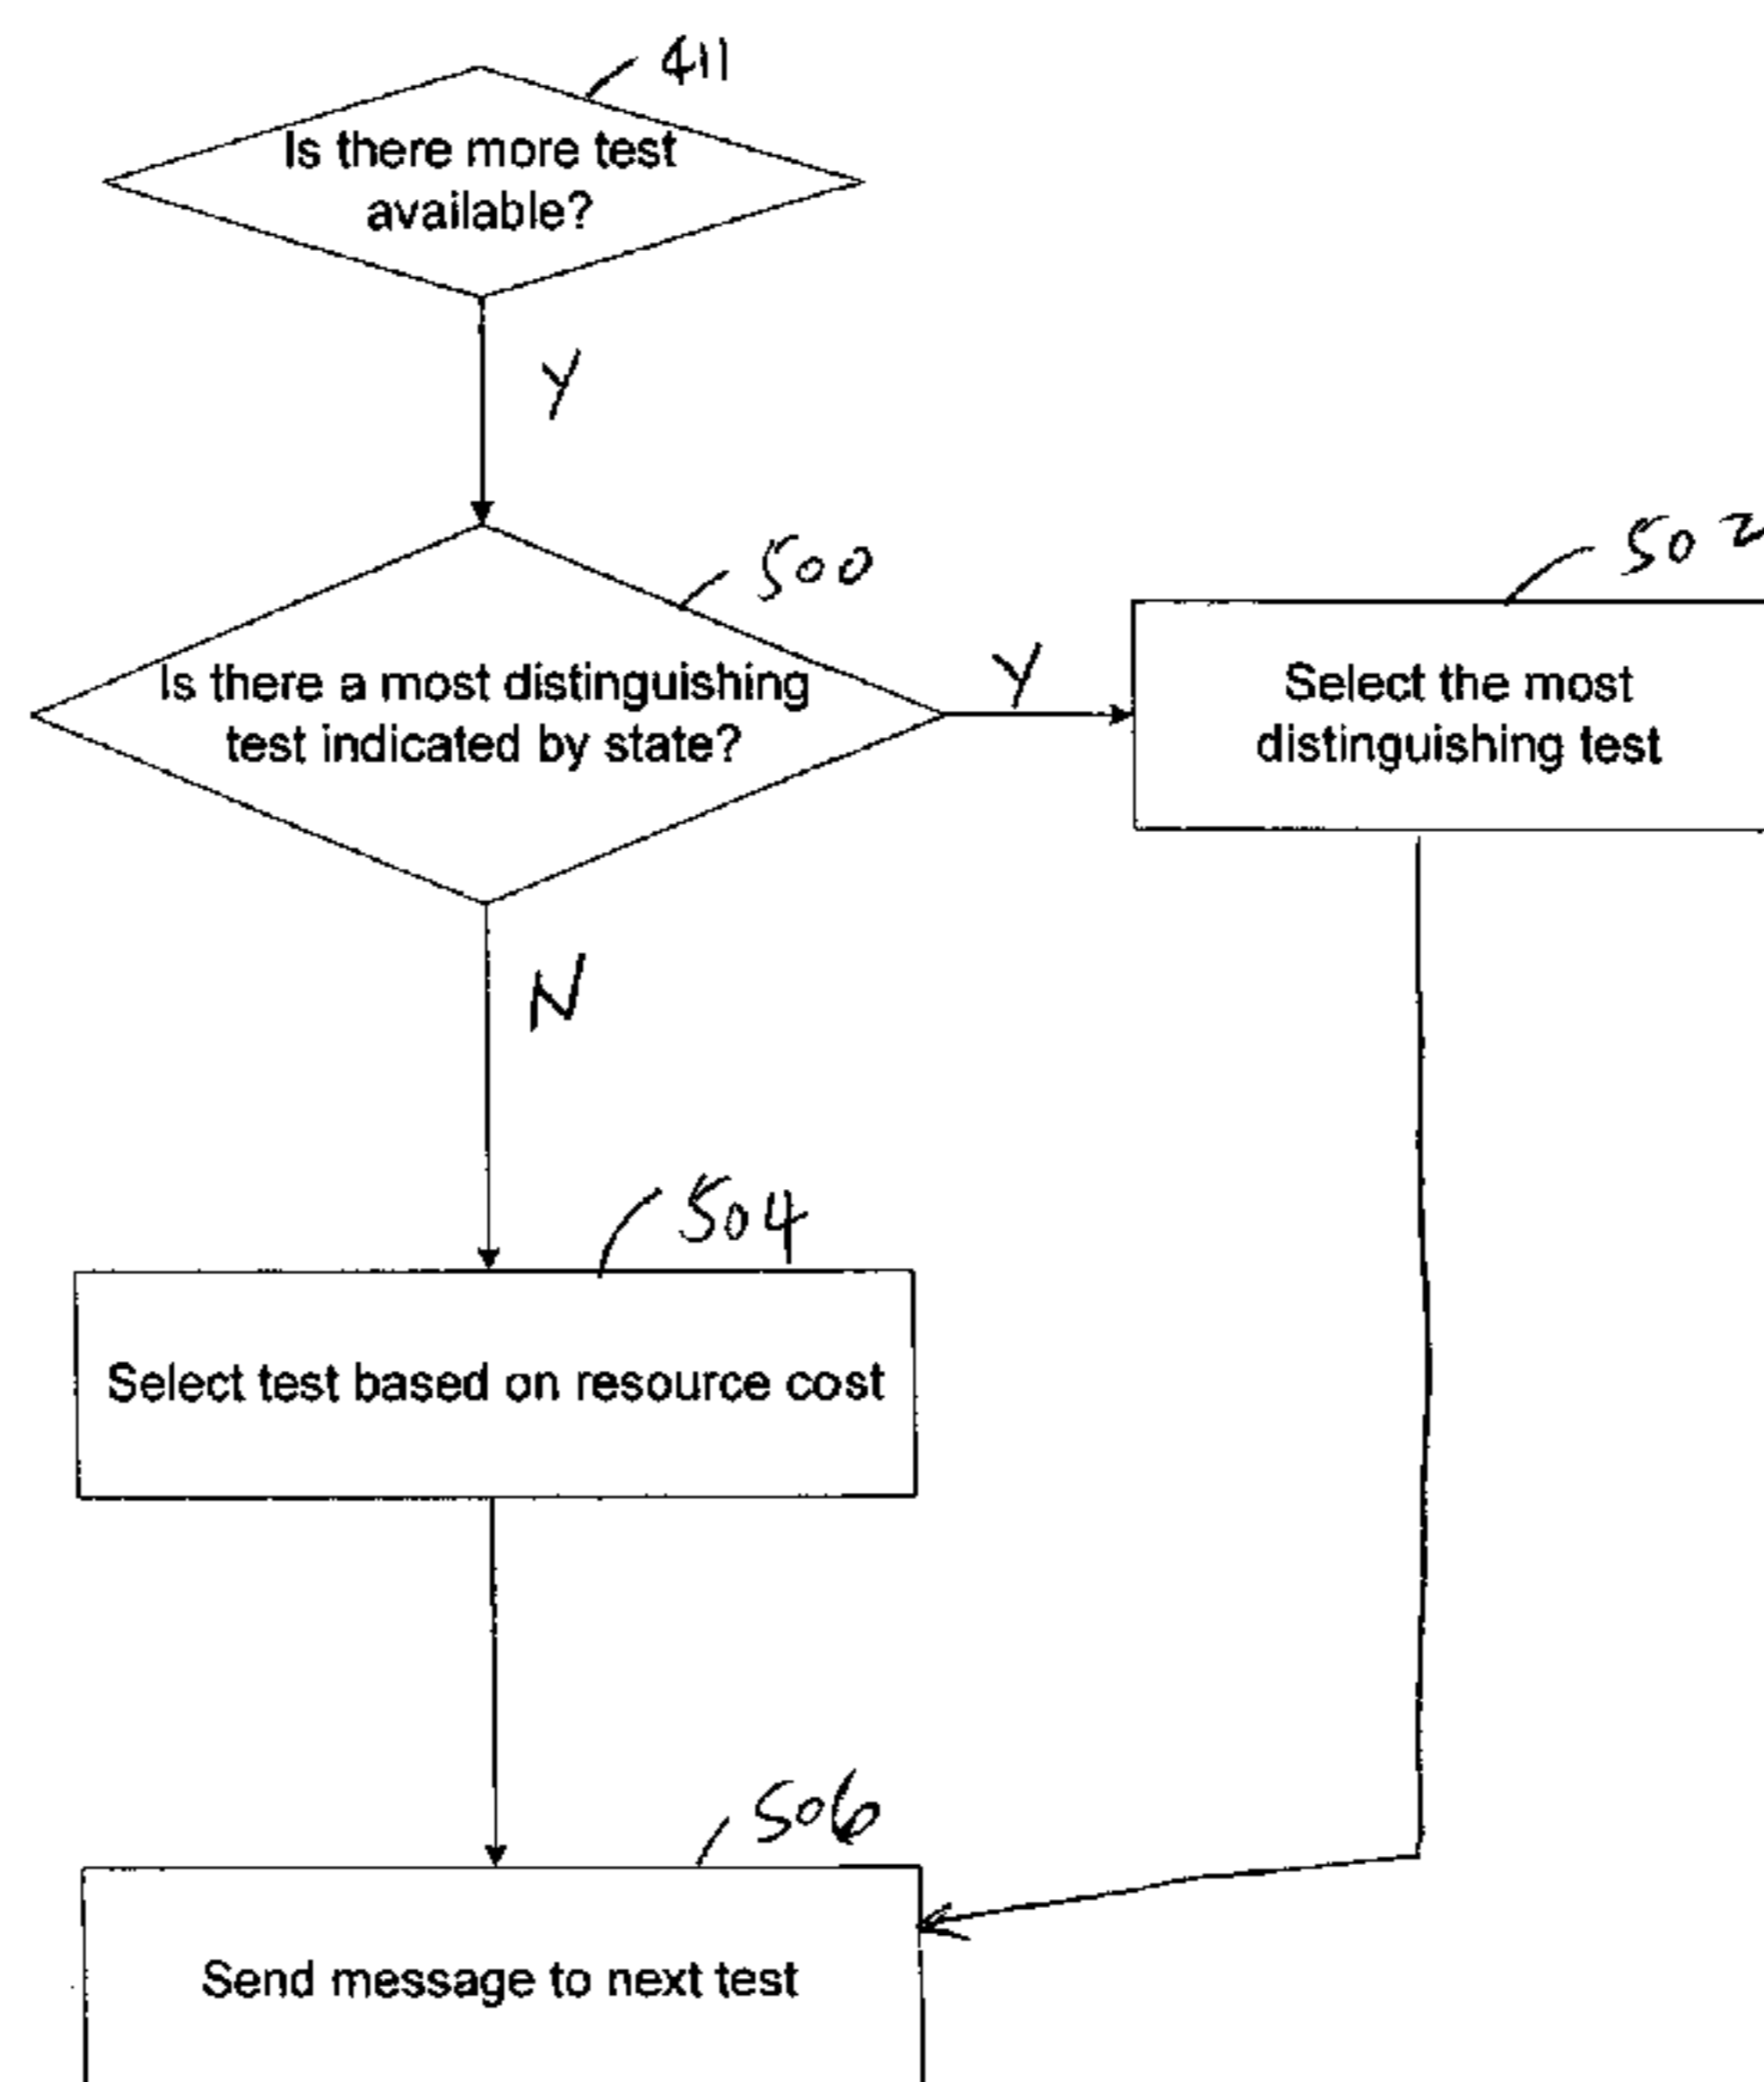 411
Is there more test
available?
Y
500
502
Is there a most distinguishing
test indicated by state?
Y
Select the most
distinguishing test
N
504
Select test based on resource cost
506
Send message to next test